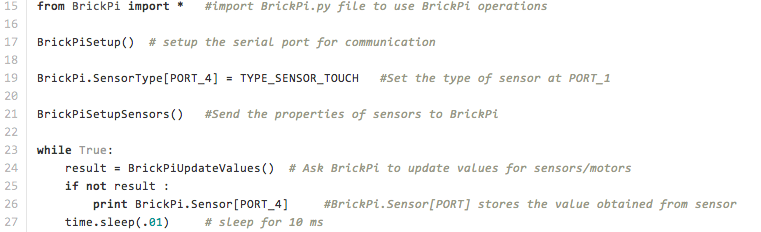 15 from BrickPi import *   #import BrickPi.py file to use BrickPi operations
16
17 BrickPiSetup()  # setup the serial port for communication
18
19 BrickPi.SensorType[PORT_4] = TYPE_SENSOR_TOUCH   #Set the type of sensor at PORT_1
20
21 BrickPiSetupSensors()   #Send the properties of sensors to BrickPi
22
23 while True:
24     result = BrickPiUpdateValues()  # Ask BrickPi to update values for sensors/motors
25     if not result :
26         print BrickPi.Sensor[PORT_4]     #BrickPi.Sensor[PORT] stores the value obtained from sensor
27     time.sleep(.01)     # sleep for 10 ms